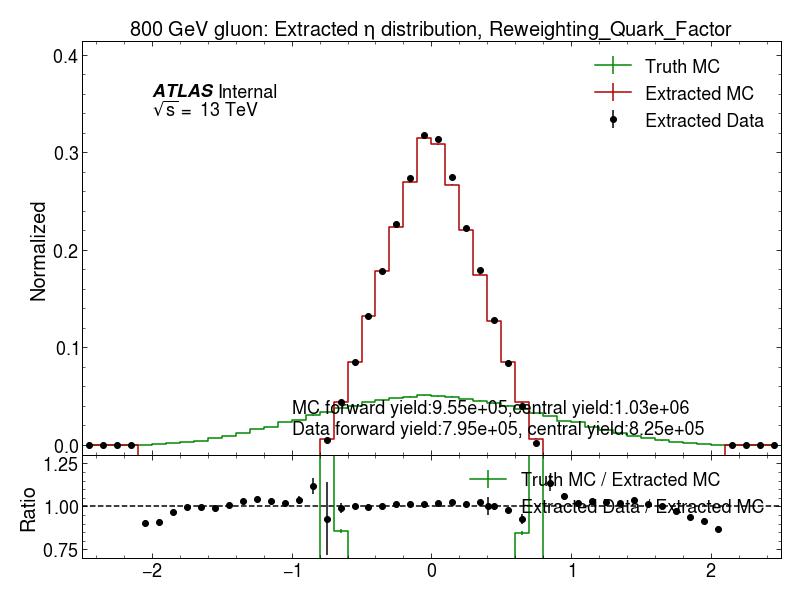 800 GeV gluon: Extracted η distribution, Reweighting_Quark_Factor
0.4
ATLAS Internal
√s = 13 TeV
Truth MC
Extracted MC
Extracted Data
0.3
Normalized
0.2
0.1
MC forward yield:9.55e+05,central yield:1.03e+06
Data forward yield:7.95e+05, central yield:8.25e+05
0.0
1.25
Truth MC / Extracted MC
Ratio
1.00
Extracted Data / Extracted MC
0.75
−2
−1
0
1
2